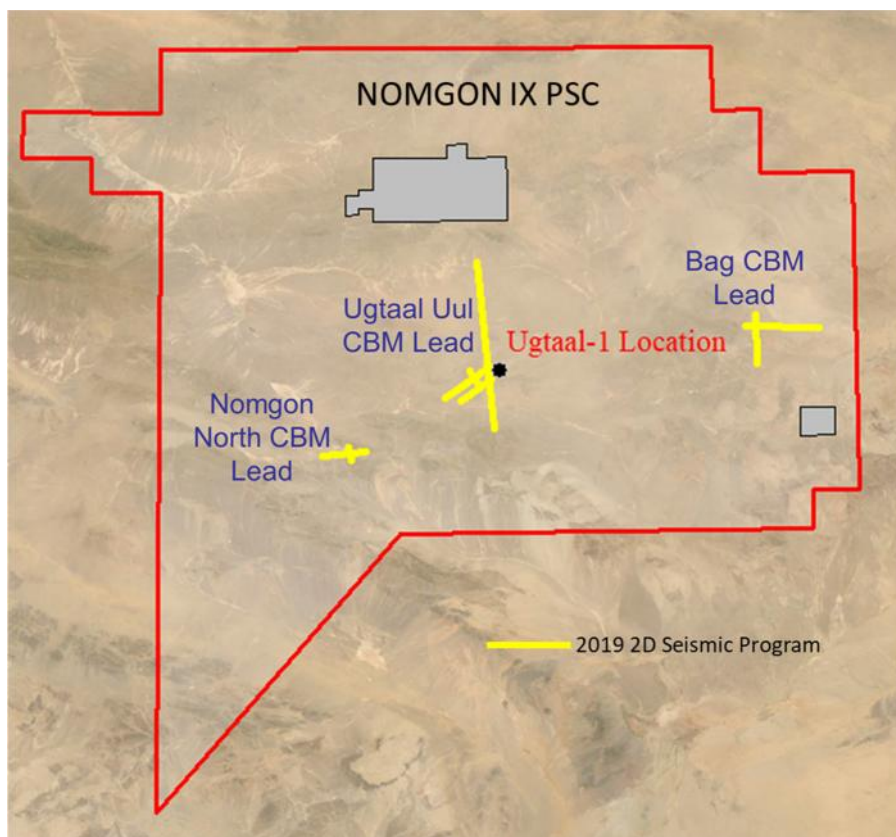 NOMGON IX PSC
Bag CBM
Lead
Ugtaal Uul
CBM Lead
Ugtaal-1 Location
Nomgon
North CBM
Lead
2019 2D Seismic Program